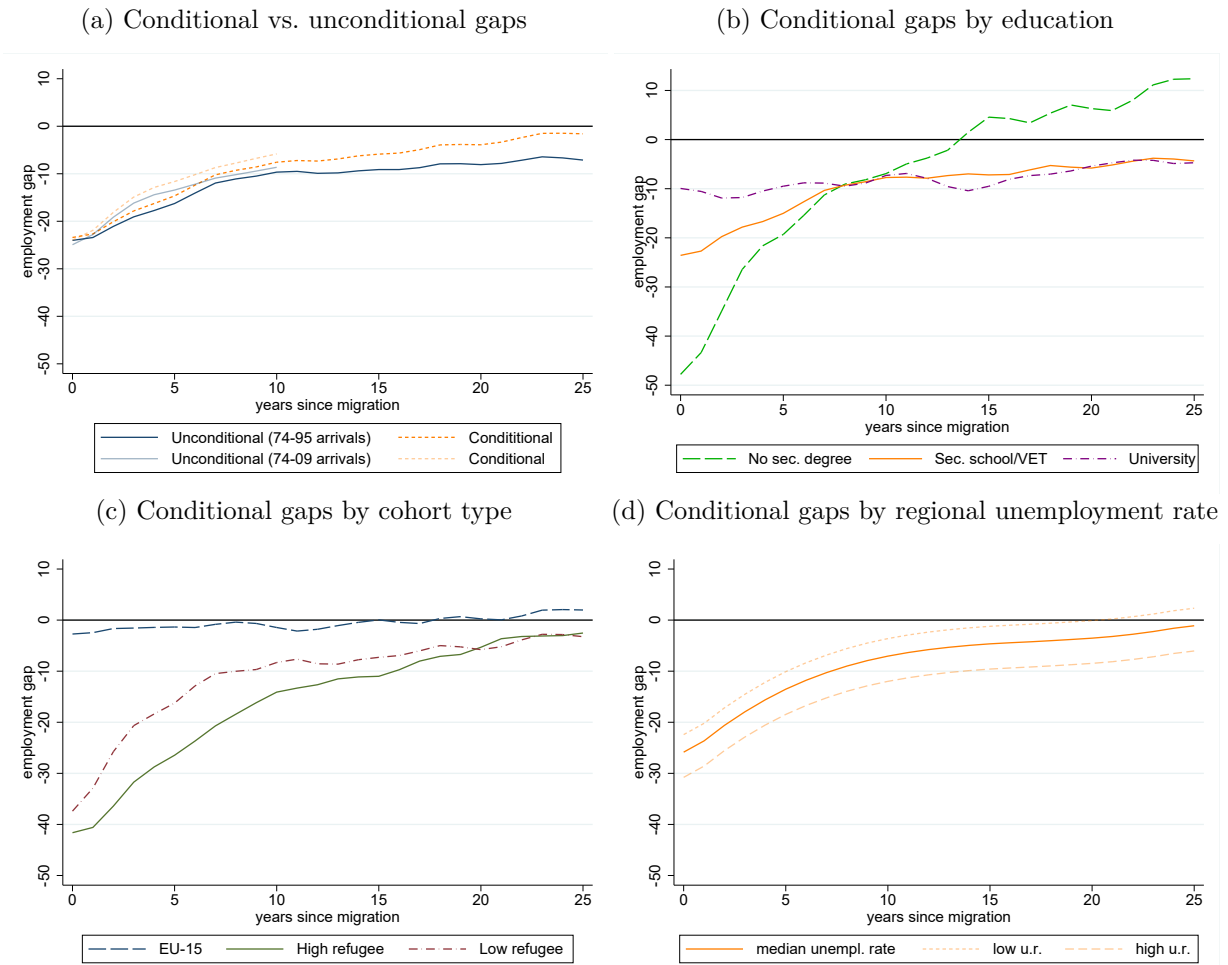 (a) Conditional vs. unconditional gaps
employment gap
10
0
-10
-20
-30
-40
-50
0 5 10 15 20 25
years since migration
Unconditional (74-95 arrivals) Condititional
Unconditional (74-09 arrivals) Conditional
(b) Conditional gaps by education
employment gap
10
0
-10
-20
-30
-40
-50
0 5 10 15 20 25
years since migration
No sec. degree Sec. school/VET University
(c) Conditional gaps by cohort type
employment gap
10
0
-10
-20
-30
-40
-50
0 5 10 15 20 25
years since migration
EU-15 High refugee Low refugee
(d) Conditional gaps by regional unemployment rate
employment gap
10
0
-10
-20
-30
-40
-50
0 5 10 15 20 25
years since migration
median unempl. rate low u.r. high u.r.